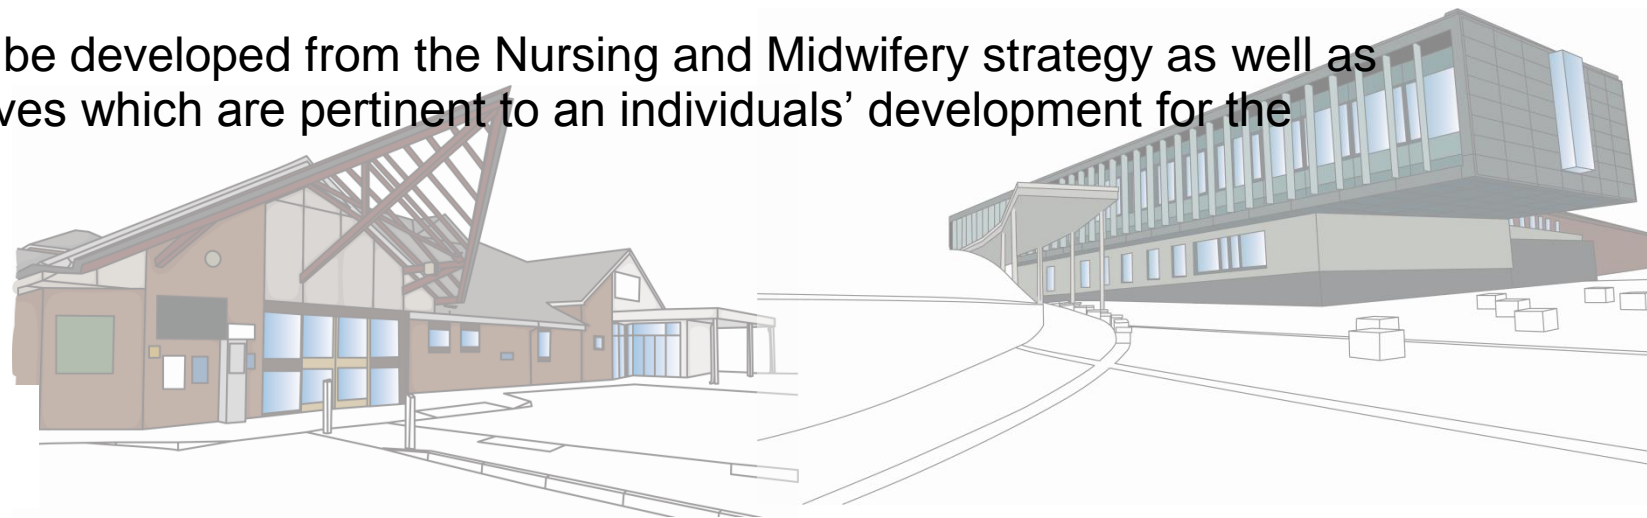 be developed from the Nursing and Midwifery strategy as well as
ves which are pertinent to an individuals’ development for the